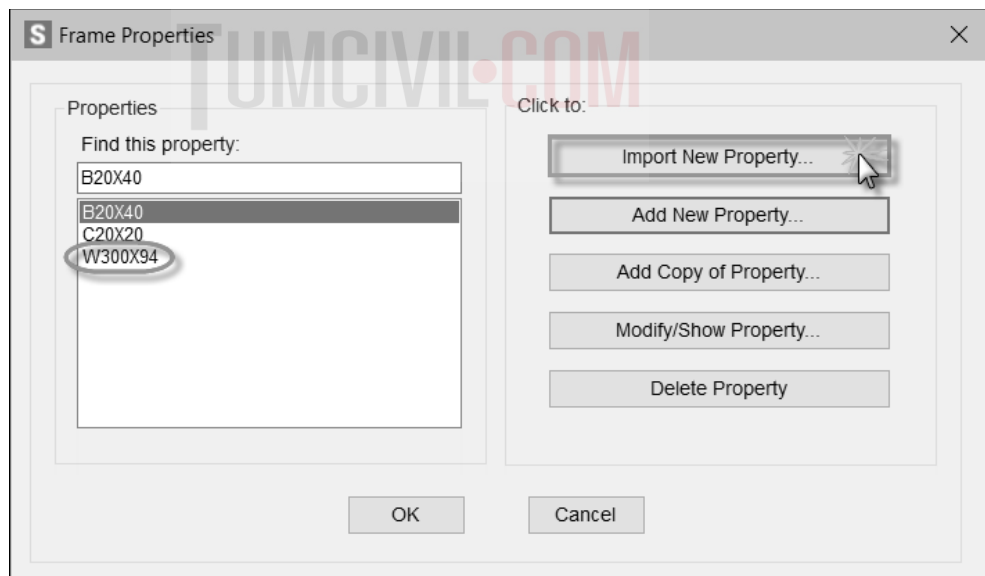 S Frame Properties
TUMCIVIL.COM
Properties
Find this property:
B20X40
B20X40
C20X20
W300X94
Click to:
Import New Property...
Add New Property...
Add Copy of Property...
Modify/Show Property...
Delete Property
OK
Cancel